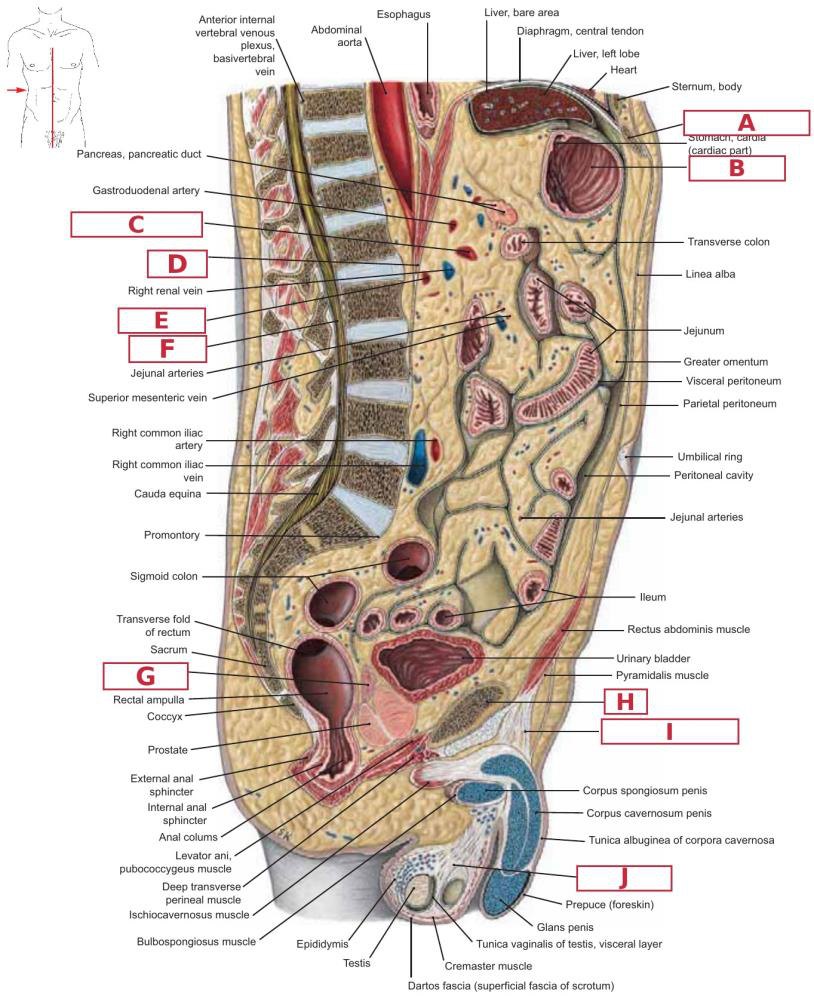 Esophagus
Liver, bare area
Anterior internal
vertebral venous
plexus,
basivertebral
vein
Abdominal
aorta
Diaphragm, central tendon
Liver, left lobe
Heart
Sternum, body
A
Stomach, cardia
(cardiac part)
B
Pancreas, pancreatic duct
Gastroduodenal artery
C
D
Right renal vein
E
F
Jejunal arteries
Superior mesenteric vein
Right common iliac
artery
Right common iliac
vein
Cauda equina
Promontory
Sigmoid colon
Transverse fold
of rectum
Sacrum
G
Rectal ampulla
Coccyx
Prostate
External anal
sphincter
Internal anal
sphincter
Anal colums
Levator ani,
pubococcygeus muscle
Deep transverse
perineal muscle
Ischiocavernosus muscle
Bulbospongiosus muscle
Transverse colon
Linea alba
Jejunum
Greater omentum
Visceral peritoneum
Parietal peritoneum
Umbilical ring
Peritoneal cavity
Jejunal arteries
Ileum
Rectus abdominis muscle
Urinary bladder
Pyramidalis muscle
H
I
Corpus spongiosum penis
Corpus cavernosum penis
Tunica albuginea of corpora cavernosa
J
Prepuce (foreskin)
Glans penis
Tunica vaginalis of testis, visceral layer
Cremaster muscle
Dartos fascia (superficial fascia of scrotum)
Epididymis
Testis
SK